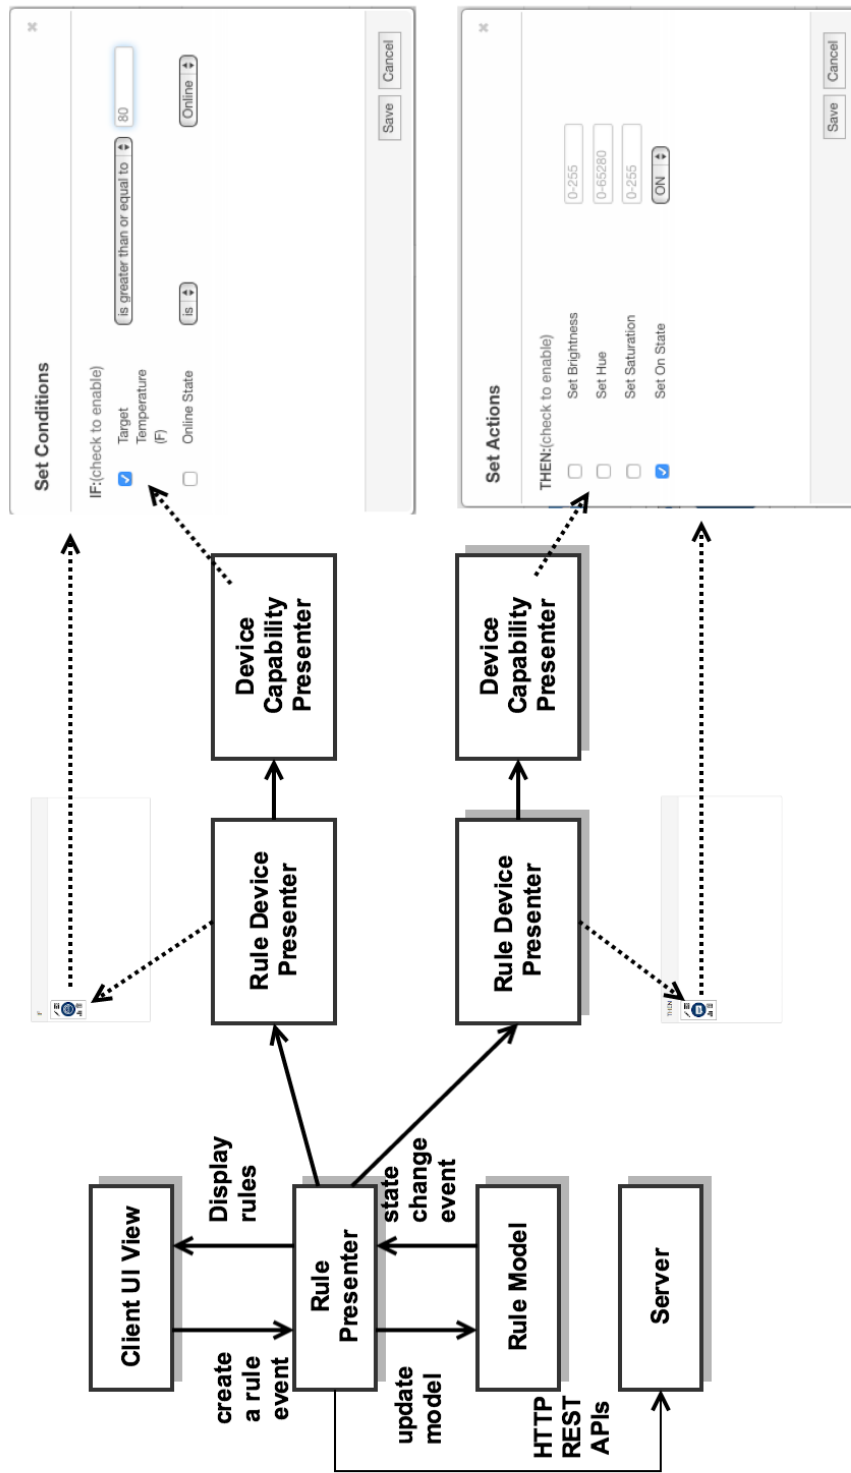 Client UI View
create
a rule
event
Display
rules
Rule
Presenter
update
model
state
change
event
Rule Model
HTTP
REST
APIs
Server
IF
Rule Device
Presenter
Device
Capability
Presenter
Rule Device
Presenter
Device
Capability
Presenter
THEN
Set Conditions
×
IF:(check to enable)
Target
Temperature
(F)
is greater than or equal to
80
Online State
is
Online
Save
Cancel
Set Actions
×
THEN:(check to enable)
Set Brightness
0-255
Set Hue
0-65280
Set Saturation
0-255
Set On State
ON
Save
Cancel